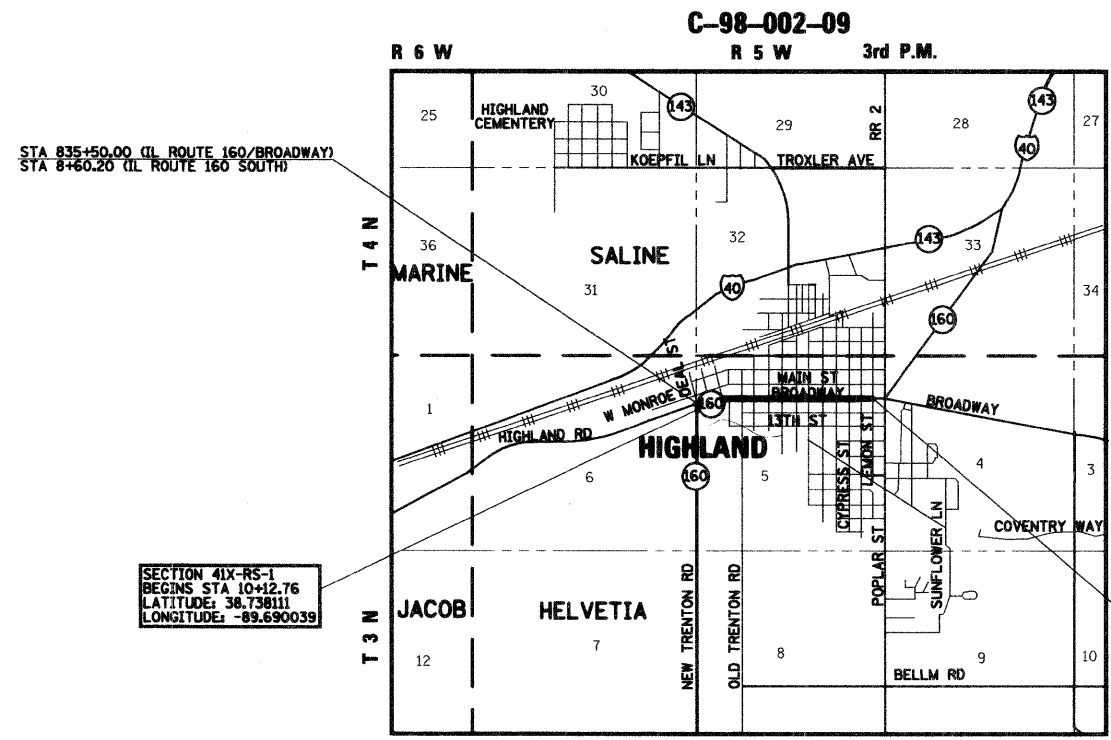 C-98-002-09
R 6 W
R 5 W
3rd P.M.
25
HIGHLAND
CEMENTERY
30
143
29
RR 2
28
143
27
40
STA 835+50.00 (IL ROUTE 160/BROADWAY)
STA 8+60.20 (IL ROUTE 160 SOUTH)
KOEPFIL LN
TROXLER AVE
T 4 N
36
MARINE
SALINE
31
32
143
33
34
40
160
DEAL ST
MAIN ST
BROADWAY
1
W MONROE
160
BROADWAY
HIGHLAND RD
13TH ST
HIGHLAND
CYPRESS ST
LEMON ST
6
160
5
4
3
COVENTRY WAY
SECTION 41X-RS-1
BEGINS STA 10+12.76
LATITUDE: 38.738111
LONGITUDE: -89.690039
T 3 N
JACOB
HELVETIA
NEW TRENTON RD
OLD TRENTON RD
POPLAR ST
SUNFLOWER LN
12
7
8
9
10
BELLM RD